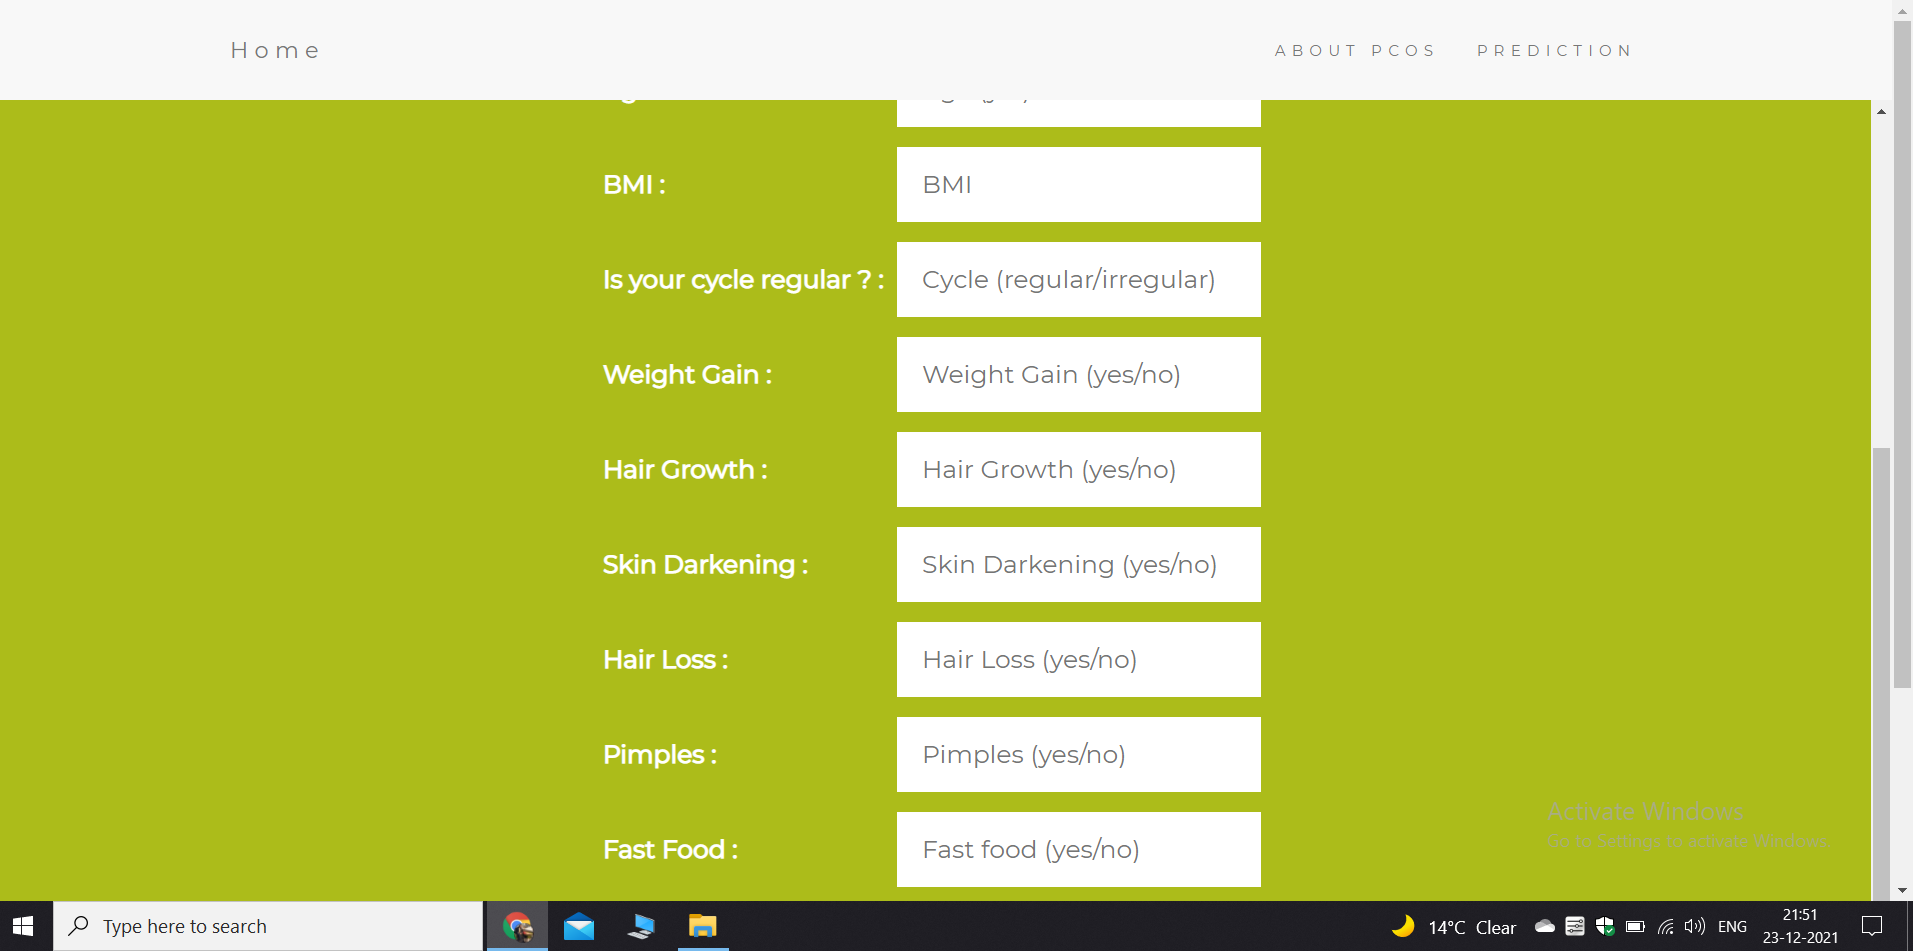 Home
ABOUT PCOS PREDICTION
BMI : BMI
Is your cycle regular ? : Cycle (regular/irregular)
Weight Gain : Weight Gain (yes/no)
Hair Growth : Hair Growth (yes/no)
Skin Darkening : Skin Darkening (yes/no)
Hair Loss : Hair Loss (yes/no)
Pimples : Pimples (yes/no)
Fast Food : Fast food (yes/no)
Activate Windows
Go to Settings to activate Windows.
Type here to search
14°C Clear
ENG
21:51
23-12-2021